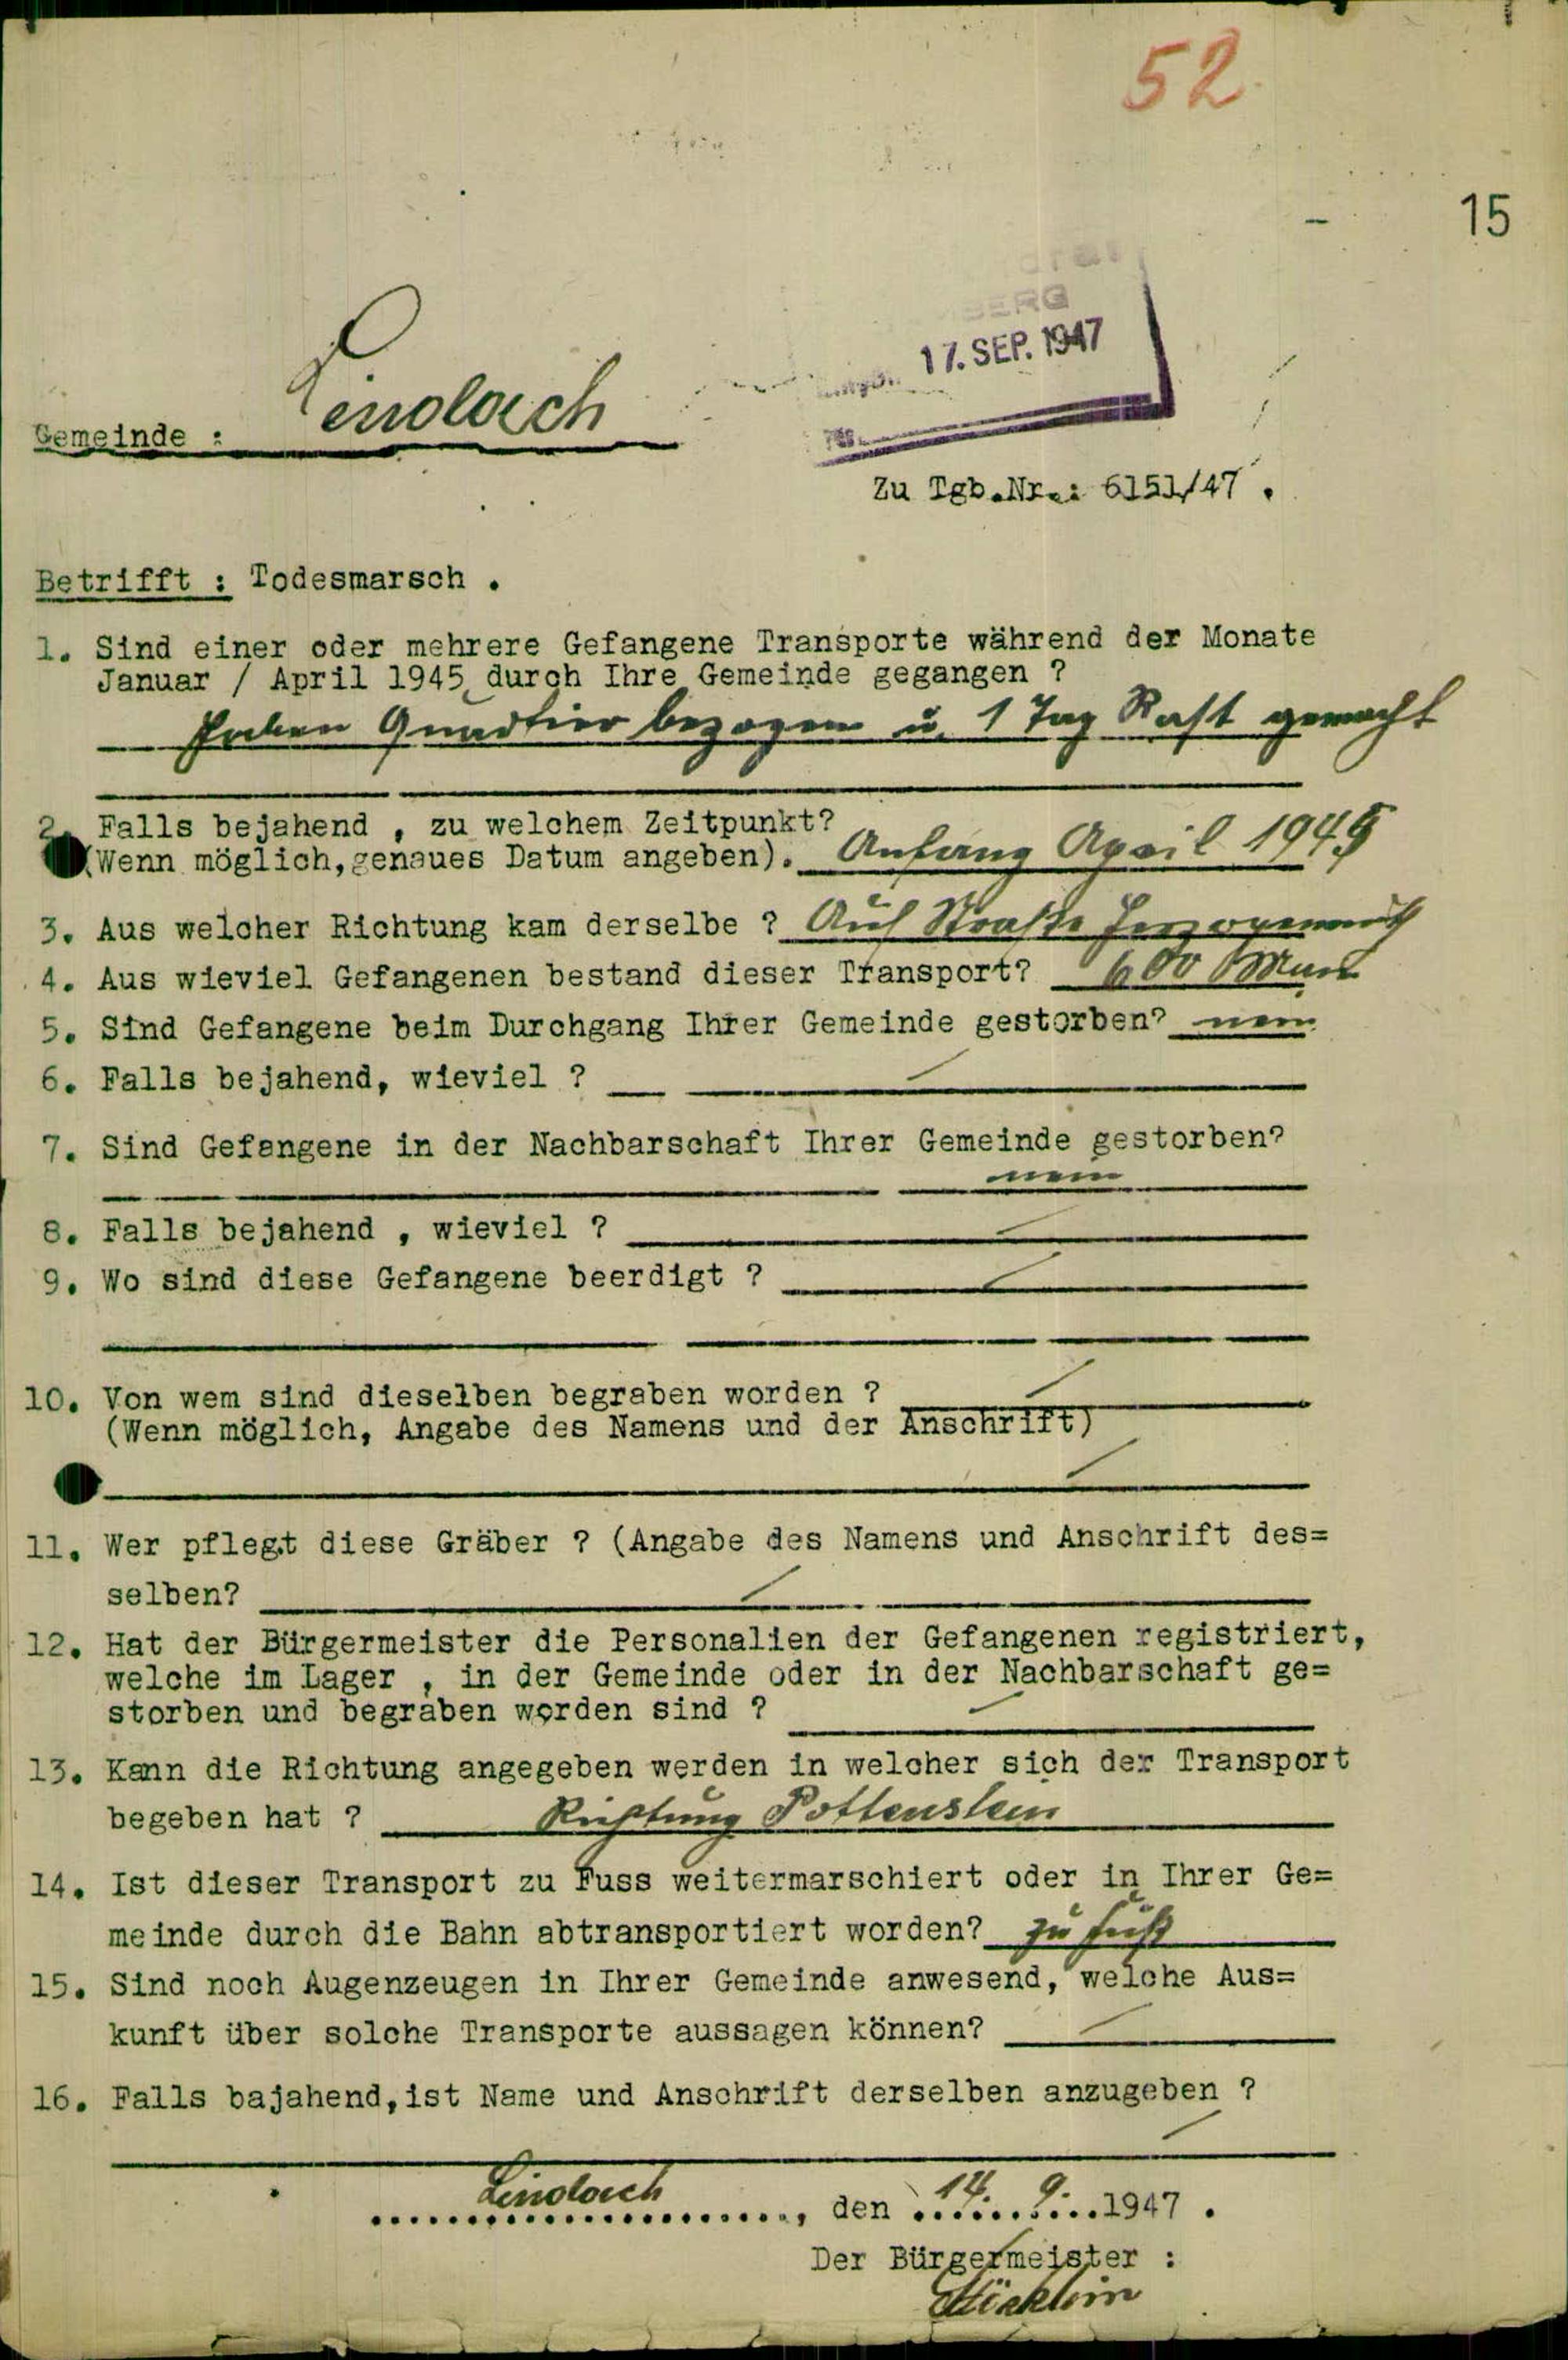 52
15
BERG
17. SEP. 1947
Gemeinde : Lindach
Zu Tgb.Nr.: 6151/47 .
Betrifft : Todesmarsch .
1. Sind einer oder mehrere Gefangene Transporte während der Monate
Januar / April 1945 durch Ihre Gemeinde gegangen ?
haben Quartier bezogen u. 1 Tag Rast gemacht
2. Falls bejahend , zu welchem Zeitpunkt?
(Wenn möglich,genaues Datum angeben). Anfang April 1945
3. Aus welcher Richtung kam derselbe ? Auf Straße
4. Aus wieviel Gefangenen bestand dieser Transport? 600 Mann
5. Sind Gefangene beim Durchgang Ihrer Gemeinde gestorben? nein
6. Falls bejahend, wieviel ?
7. Sind Gefangene in der Nachbarschaft Ihrer Gemeinde gestorben?
nein
8. Falls bejahend , wieviel ?
9. Wo sind diese Gefangene beerdigt ?
10. Von wem sind dieselben begraben worden ?
(Wenn möglich, Angabe des Namens und der Anschrift)
11. Wer pflegt diese Gräber ? (Angabe des Namens und Anschrift des=
selben?
12. Hat der Bürgermeister die Personalien der Gefangenen registriert,
welche im Lager , in der Gemeinde oder in der Nachbarschaft ge=
storben und begraben worden sind ?
13. Kann die Richtung angegeben werden in welcher sich der Transport
begeben hat ? Richtung Pottenstein
14. Ist dieser Transport zu Fuss weitermarschiert oder in Ihrer Ge=
meinde durch die Bahn abtransportiert worden? zu Fuß
15. Sind noch Augenzeugen in Ihrer Gemeinde anwesend, welche Aus=
kunft über solche Transporte aussagen können?
16. Falls bajahend,ist Name und Anschrift derselben anzugeben ?
Lindach, den 14. 9. 1947 .
Der Bürgermeister :